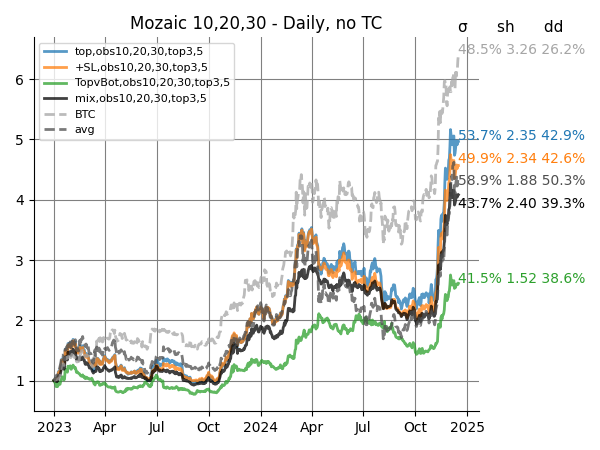 Mozaic 10,20,30 - Daily, no TC
σ sh dd
top,obs10,20,30,top3,5
+SL,obs10,20,30,top3,5
TopvBot,obs10,20,30,top3,5
mix,obs10,20,30,top3,5
BTC
avg
48.5% 3.26 26.2%
53.7% 2.35 42.9%
49.9% 2.34 42.6%
58.9% 1.88 50.3%
43.7% 2.40 39.3%
41.5% 1.52 38.6%
6
5
4
3
2
1
2023 Apr Jul Oct 2024 Apr Jul Oct 2025